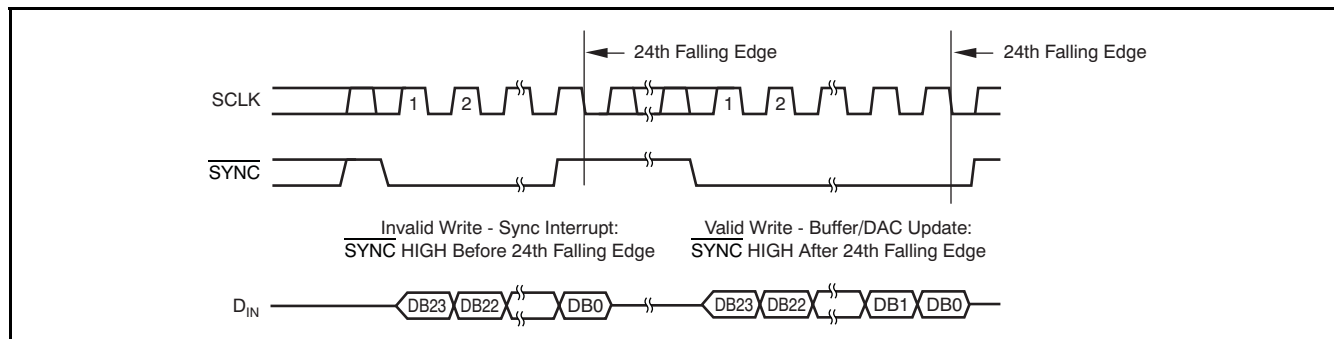 24th Falling Edge
24th Falling Edge
SCLK
1
2
1
2
SYNC
Invalid Write - Sync Interrupt:
SYNC HIGH Before 24th Falling Edge
Valid Write - Buffer/DAC Update:
SYNC HIGH After 24th Falling Edge
DIN
DB23
DB22
DB0
DB23
DB22
DB1
DB0